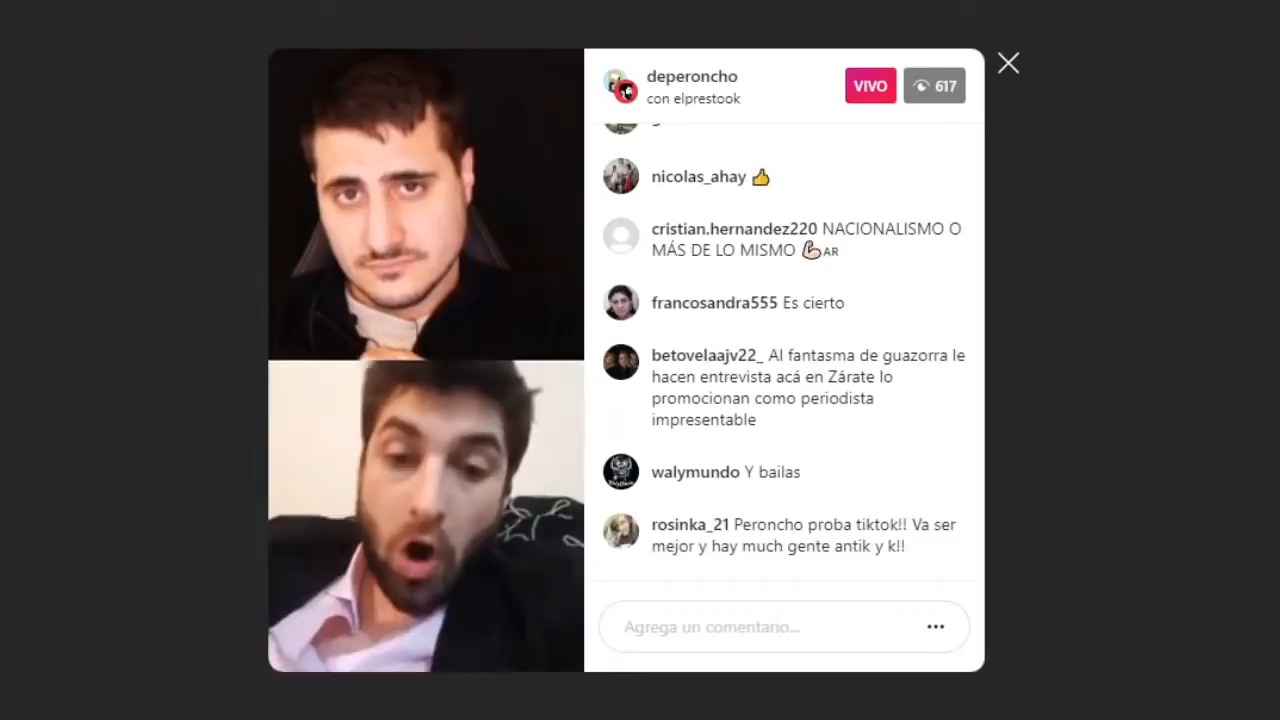 deperoncho
con elprestook
VIVO
617
nicolas_ahay 👍
cristian.hernandez220 NACIONALISMO O
MÁS DE LO MISMO 💪🏻AR
francosandra555 Es cierto
betovelaajv22_ Al fantasma de guazorra le
hacen entrevista acá en Zárate lo
promocionan como periodista
impresentable
walymundo Y bailas
rosinka_21 Peroncho proba tiktok!! Va ser
mejor y hay much gente antik y k!!
Agrega un comentario...